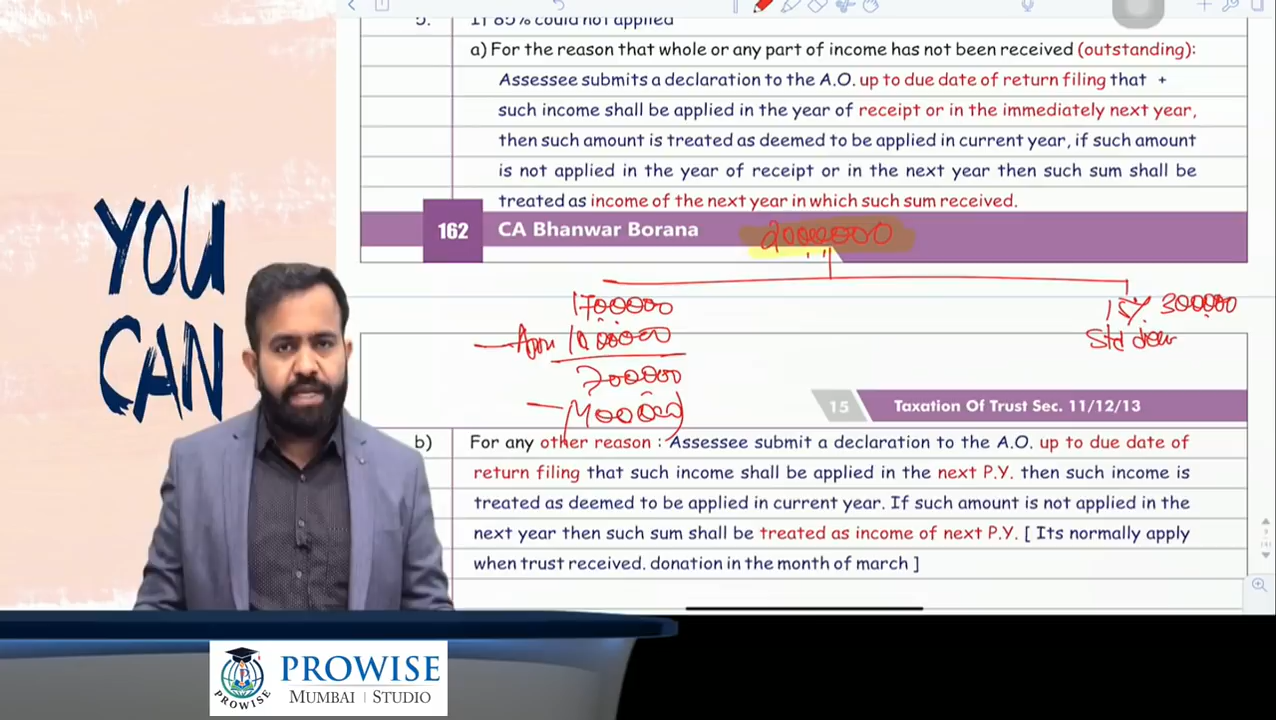 YOU
CAN
5. If 85% could not applied
a) For the reason that whole or any part of income has not been received (outstanding):
Assessee submits a declaration to the A.O. up to due date of return filing that +
such income shall be applied in the year of receipt or in the immediately next year,
then such amount is treated as deemed to be applied in current year, if such amount
is not applied in the year of receipt or in the next year then such sum shall be
treated as income of the next year in which such sum received.
162 CA Bhanwar Borana
2000000
1700000
300000
1000000
Std
700000
400000
15 Taxation Of Trust Sec. 11/12/13
b) For any other reason : Assessee submit a declaration to the A.O. up to due date of
return filing that such income shall be applied in the next P.Y. then such income is
treated as deemed to be applied in current year. If such amount is not applied in the
next year then such sum shall be treated as income of next P.Y. [ Its normally apply
when trust received. donation in the month of march ]
PROWISE
PROWISE
MUMBAI | STUDIO